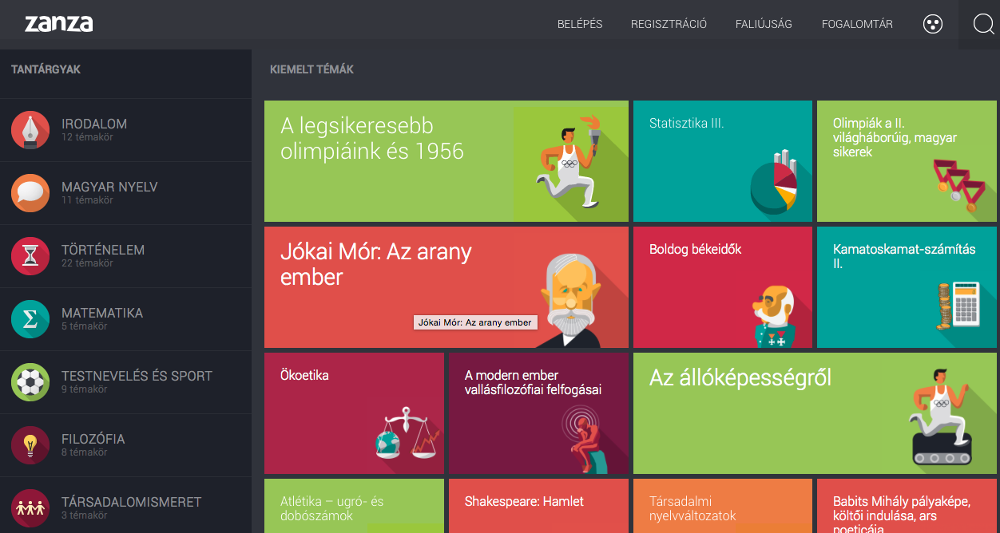 zanza
BELÉPÉS
REGISZTRÁCIÓ
FALIÚJSÁG
FOGALOMTÁR
TANTÁRGYAK
IRODALOM
12 témakör
MAGYAR NYELV
11 témakör
TÖRTÉNELEM
22 témakör
MATEMATIKA
5 témakör
TESTNEVELÉS ÉS SPORT
9 témakör
FILOZÓFIA
8 témakör
TÁRSADALOMISMERET
3 témakör
KIEMELT TÉMÁK
A legsikeresebb
olimpiáink és 1956
Statisztika III.
Olimpiák a II.
világháborúig, magyar
sikerek
Jókai Mór: Az arany
ember
Jókai Mór: Az arany ember
Boldog békeidők
Kamatoskamat-számítás
II.
Ökoetika
A modern ember
vallásfilozófiai felfogásai
Az állóképességről
Atlétika – ugró- és
dobószámok
Shakespeare: Hamlet
Társadalmi
nyelvváltozatok
Babits Mihály pályaképe,
költői indulása, ars
poeticája